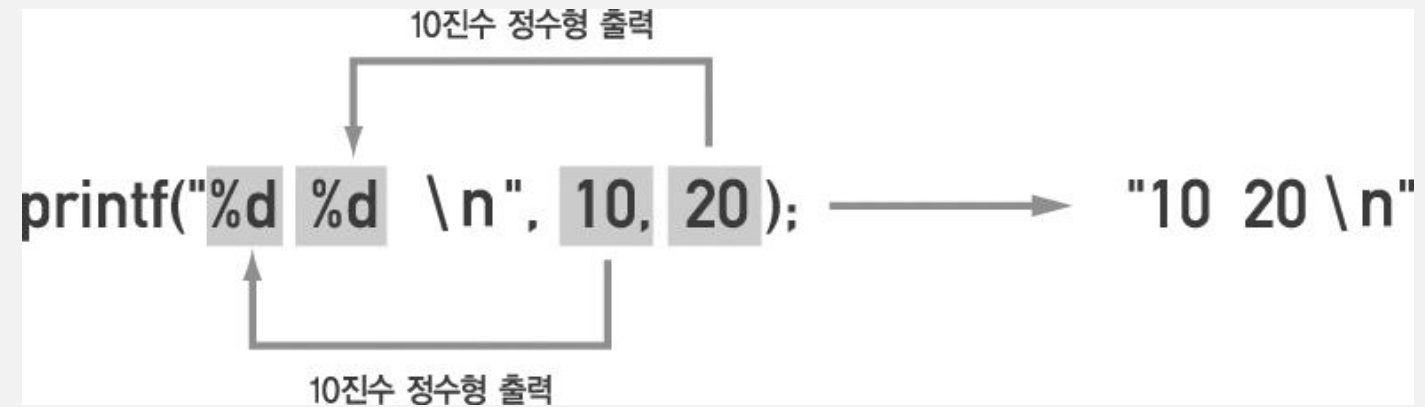 10진수 정수형 출력
printf("%d %d \n", 10, 20); "10 20\n"
10진수 정수형 출력